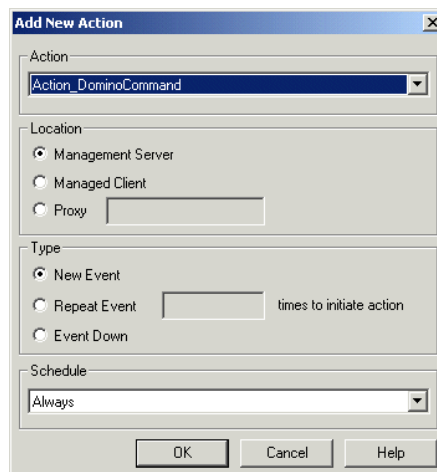 Add New Action
Action
Action_DominoCommand
Location
Management Server
Managed Client
Proxy
Type
New Event
Repeat Event times to initiate action
Event Down
Schedule
Always
OK Cancel Help